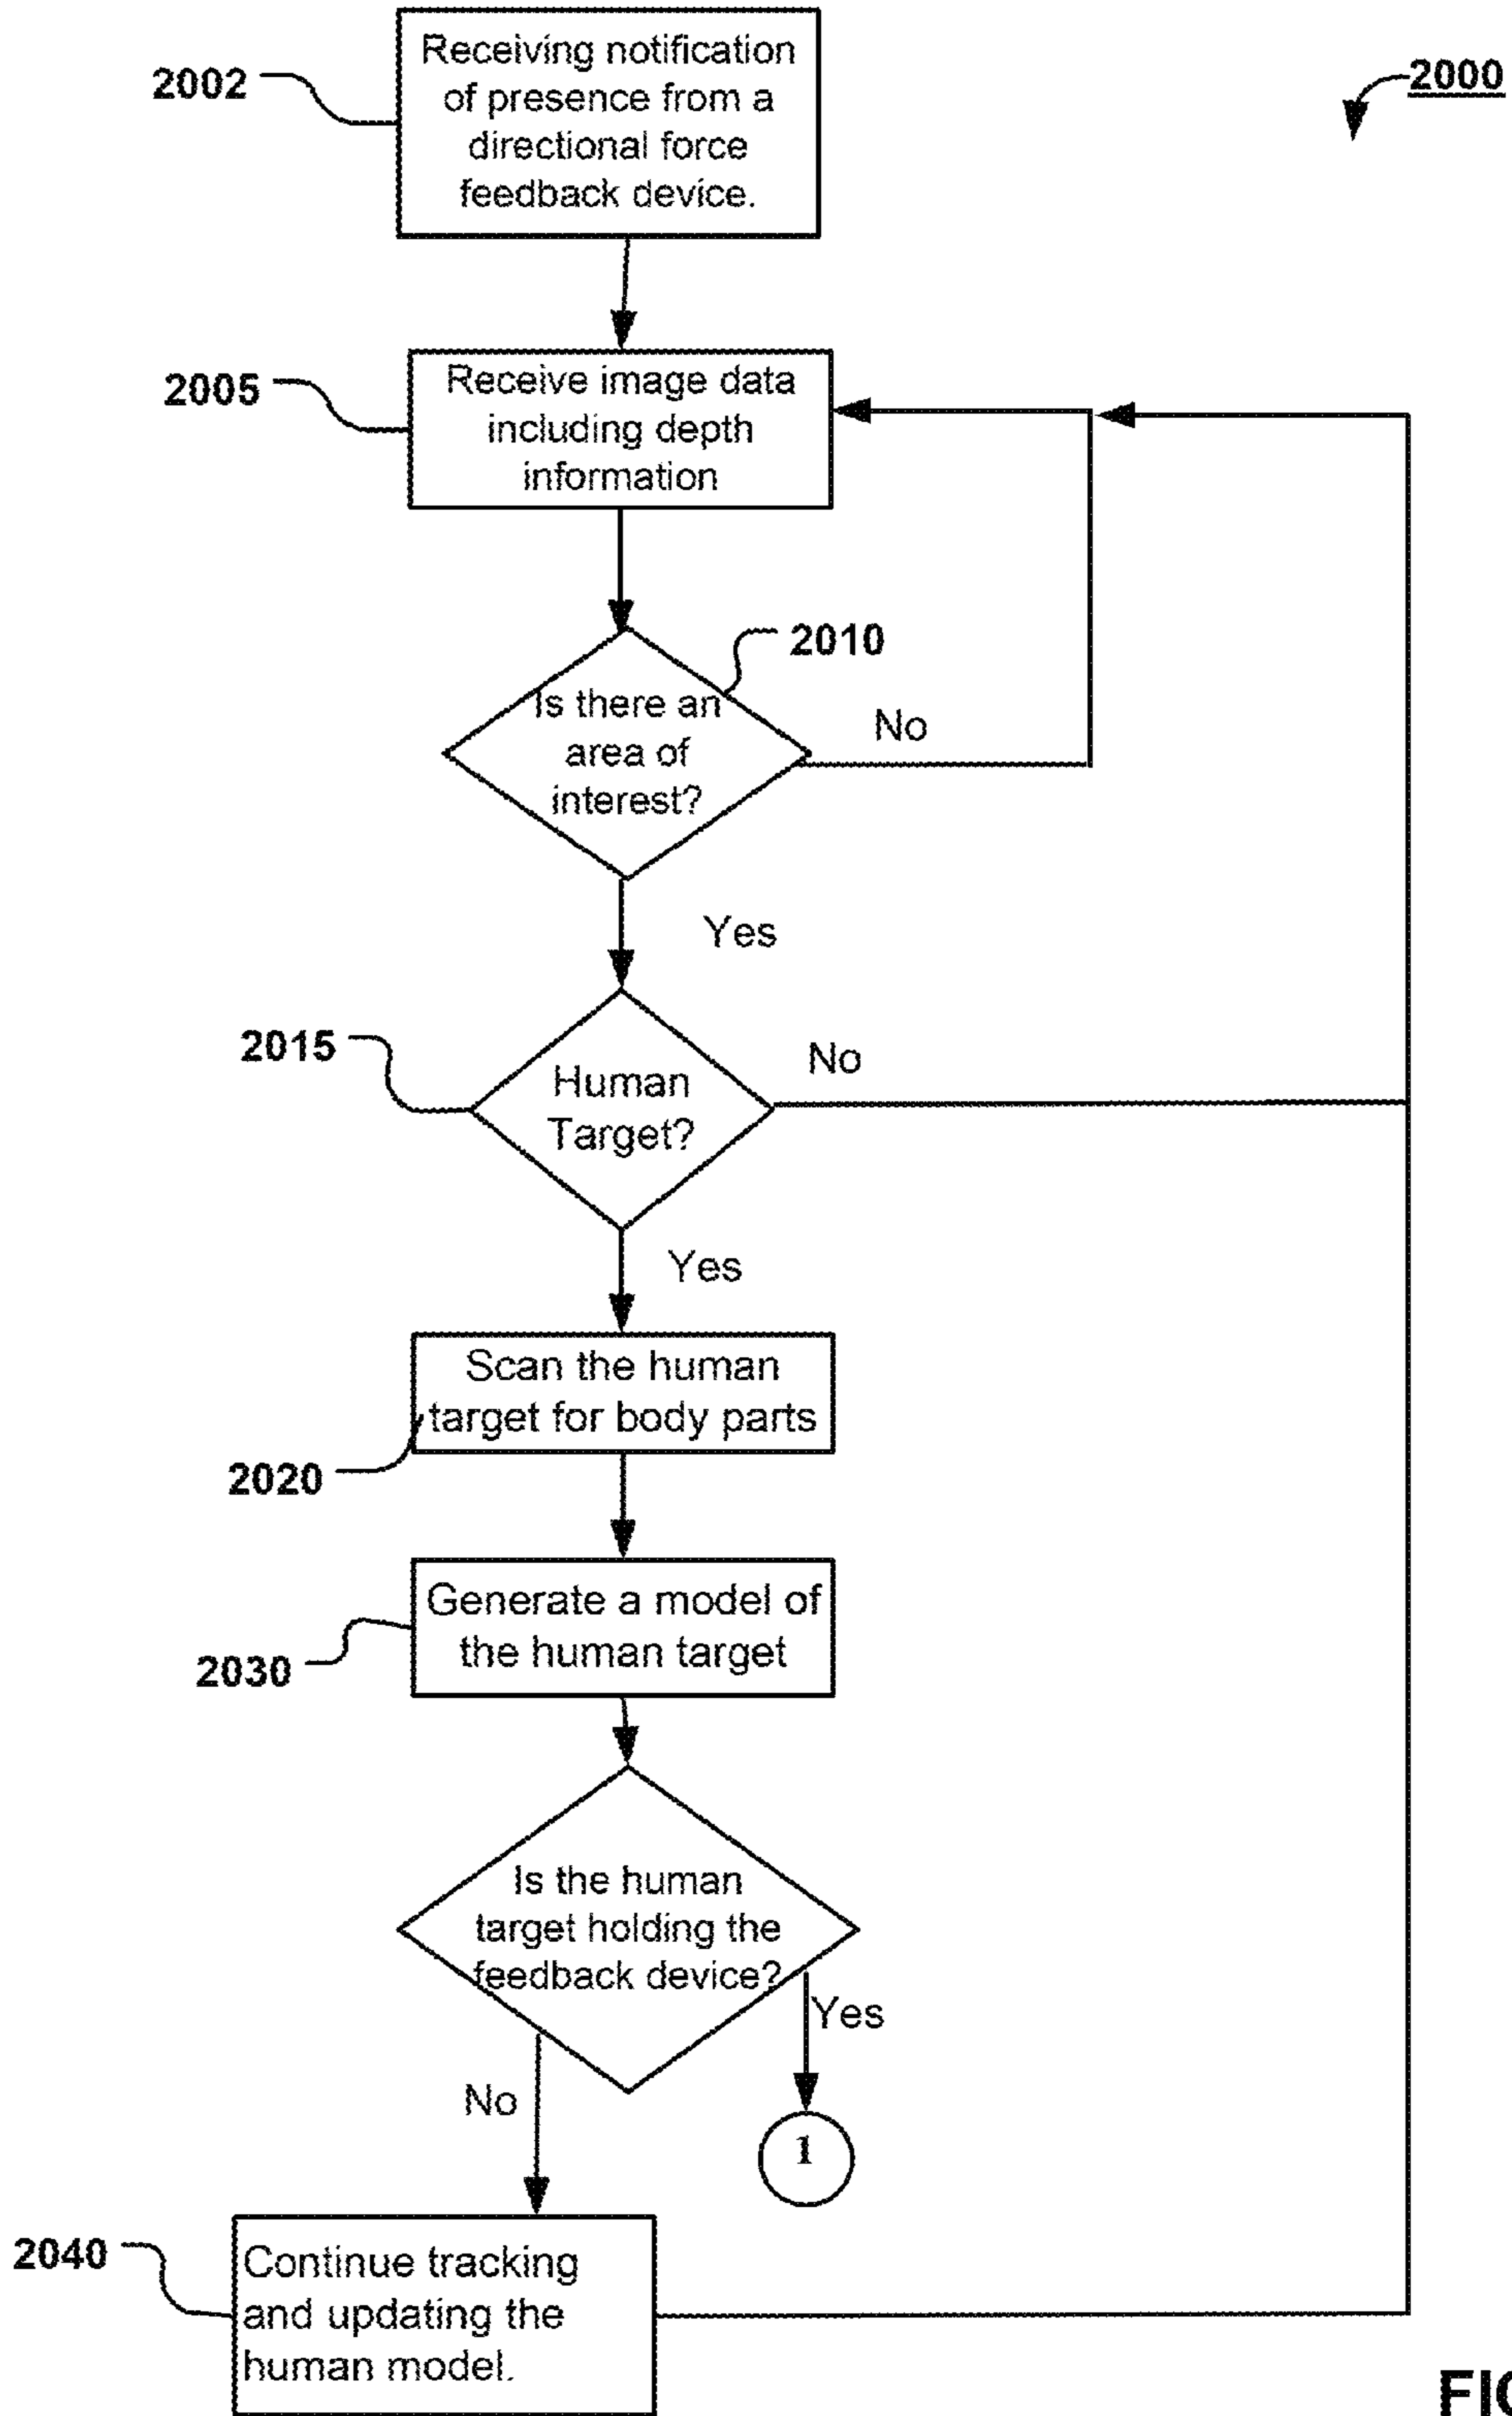 Receiving notification
of presence from a
directional force
feedback device.
2002
2000
Receive image data
including depth
information
2005
2010
Is there an
area of
interest?
No
Yes
2015
Human
Target?
No
Yes
Scan the human
target for body parts
2020
Generate a model of
the human target
2030
Is the human
target holding the
feedback device?
Yes
No
1
2040
Continue tracking
and updating the
human model.